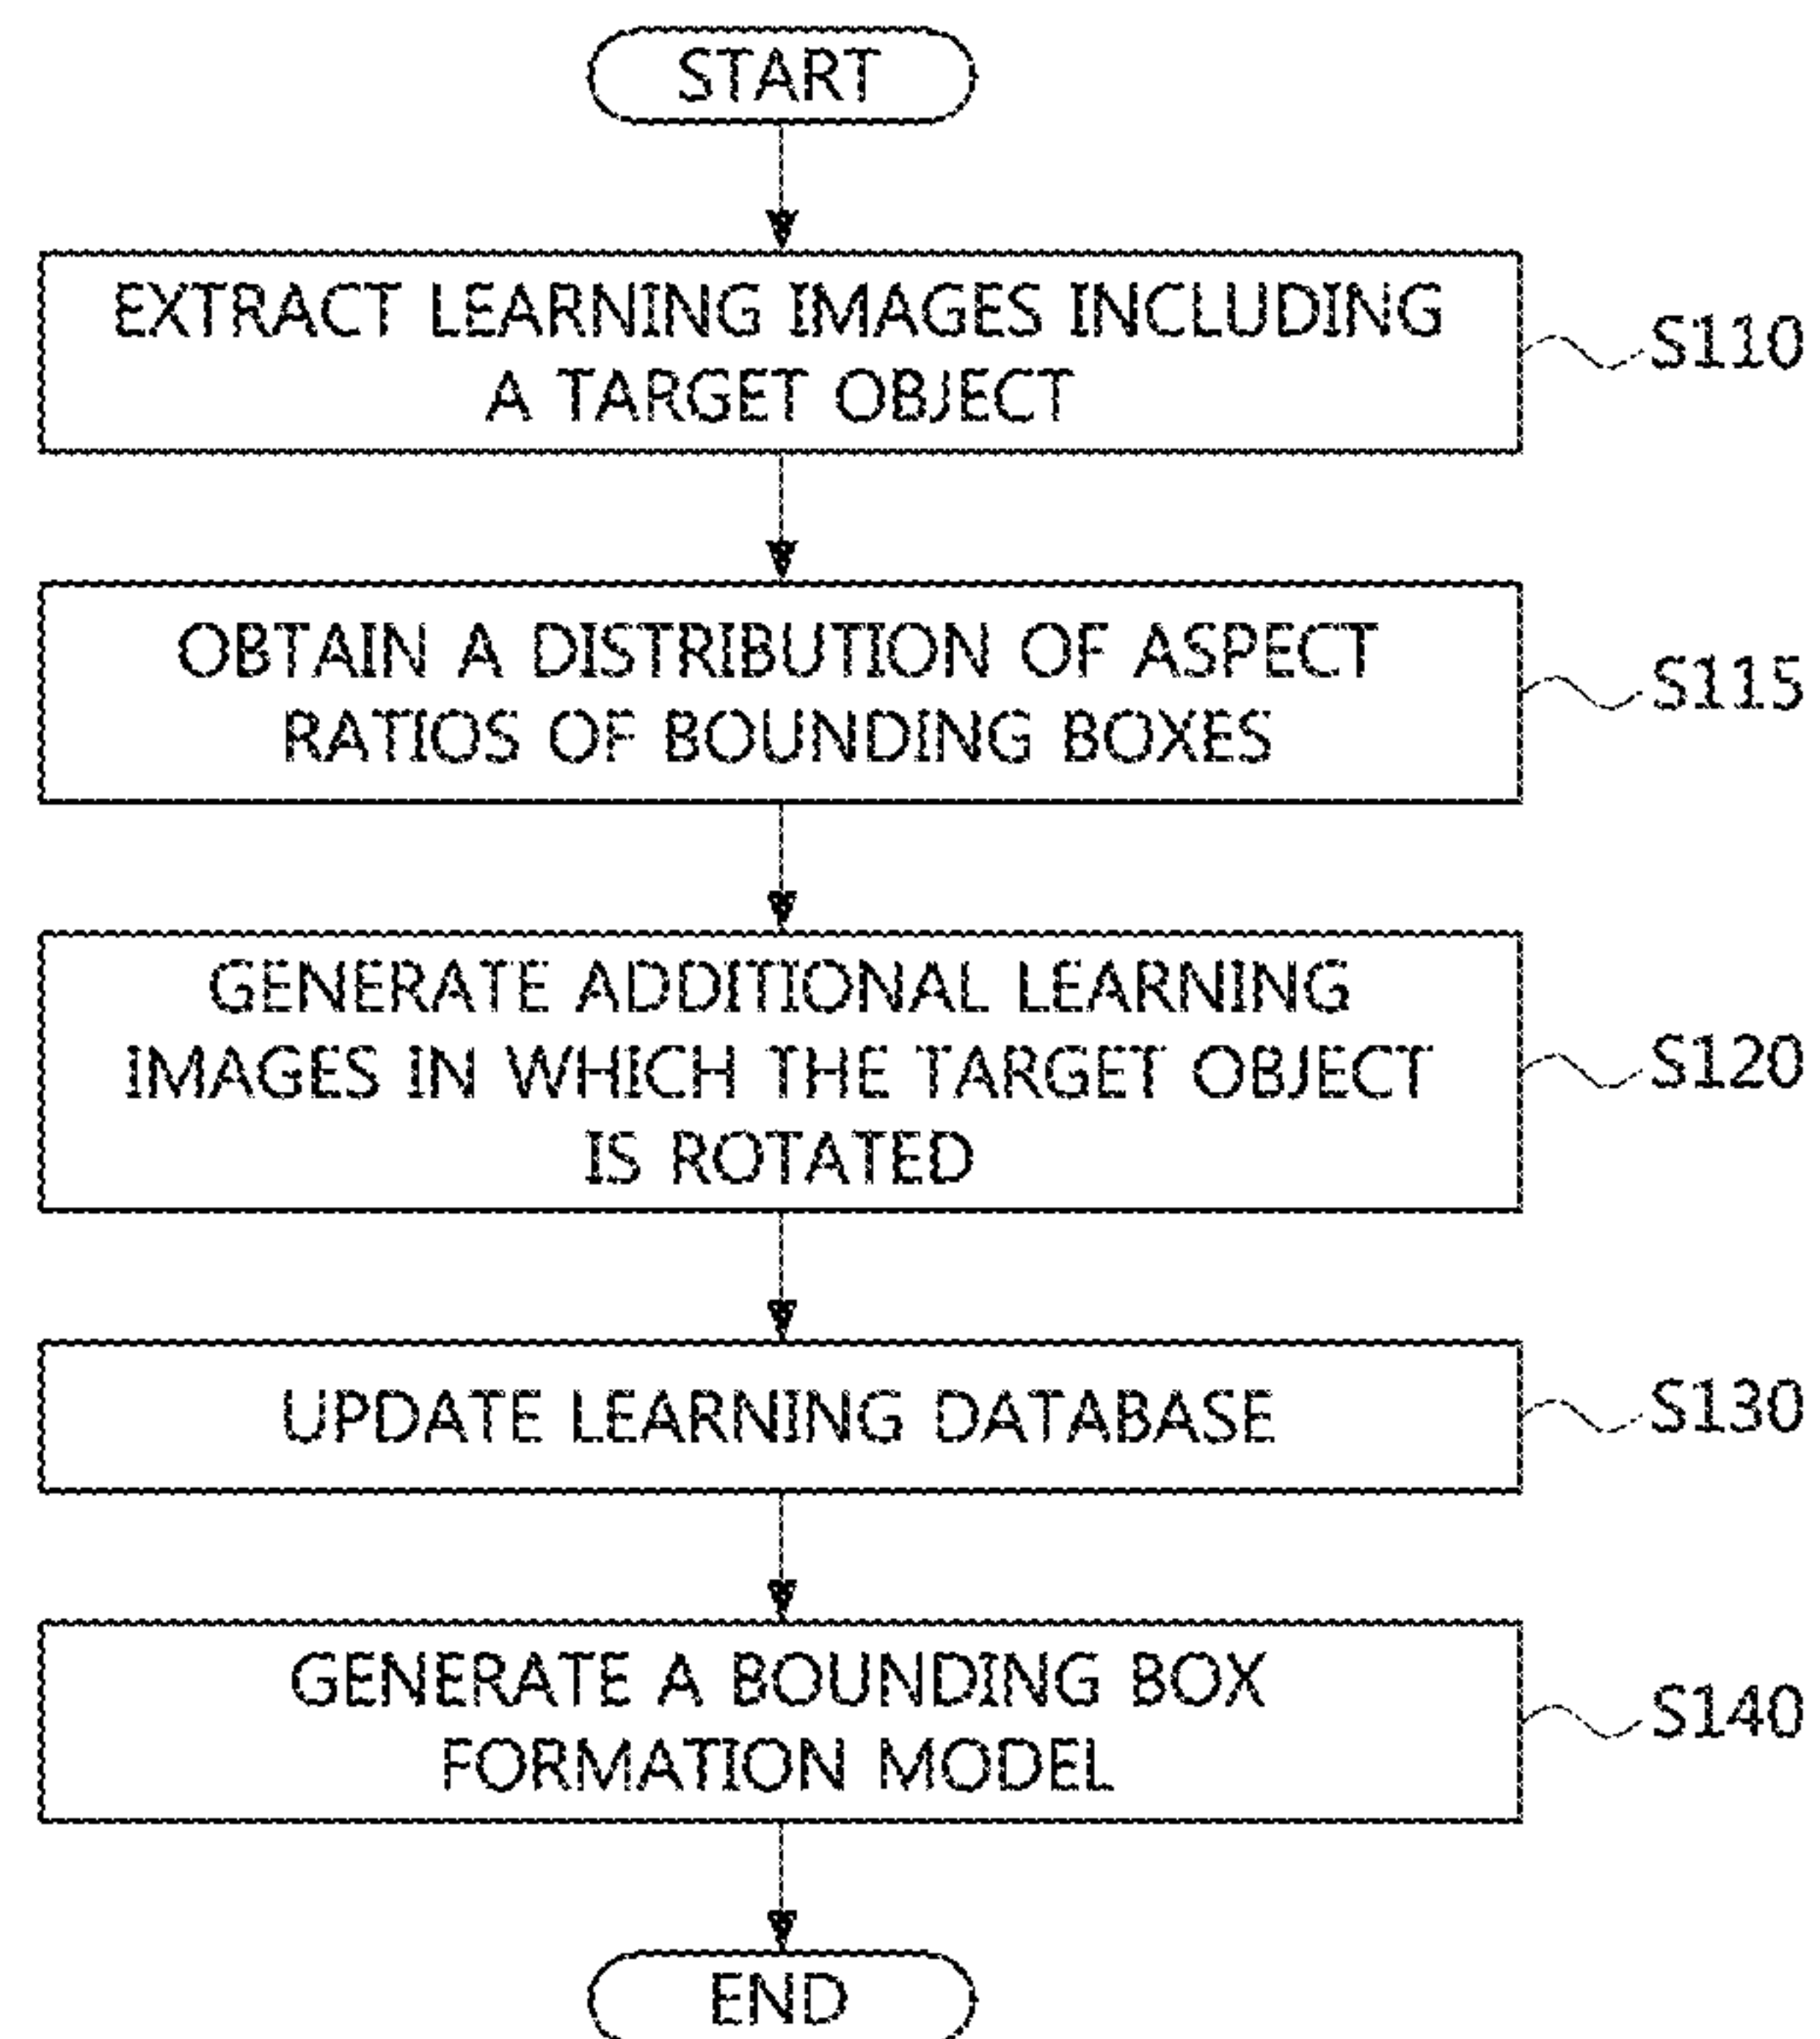 START
EXTRACT LEARNING IMAGES INCLUDING
A TARGET OBJECT
S110
OBTAIN A DISTRIBUTION OF ASPECT
RATIOS OF BOUNDING BOXES
S115
GENERATE ADDITIONAL LEARNING
IMAGES IN WHICH THE TARGET OBJECT
IS ROTATED
S120
UPDATE LEARNING DATABASE
S130
GENERATE A BOUNDING BOX
FORMATION MODEL
S140
END